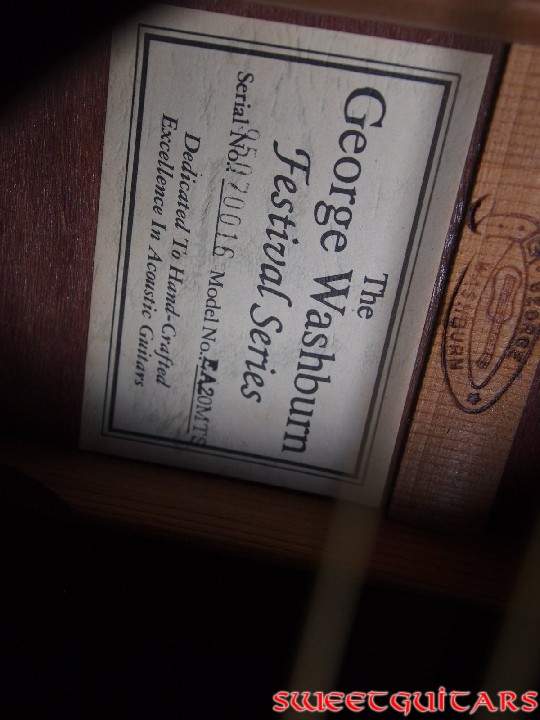 The
George Washburn
Festival Series
Serial No. 95070016 Model No. EA20MTS
Dedicated To Hand-Crafted
Excellence In Acoustic Guitars
GEORGE
WASHBURN
sweetguitars